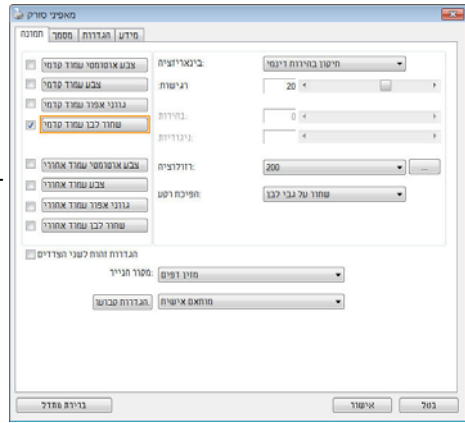 מאפיני סורק
תמונה מסמך הגדרות מידע
צבע אוטומטי עמוד קדמי
צבע עמוד קדמי
גווני אפור עמוד קדמי
שחור לבן עמוד קדמי
צבע אוטומטי עמוד אחורי
צבע עמוד אחורי
גווני אפור עמוד אחורי
שחור לבן עמוד אחורי
בינאריזציה: תיקון בהירות דינמי
רגישות: 20
בהירות: 0
ניגודיות:
רזולוציה: 200 ...
הפיכת רקע: שחור על גבי לבן
הגדרות זהות לשני הצדדים
מקור הנייר: מזין דפים
הגדרות קבוע: מותאם אישית
ברירת מחדל אישור בטל